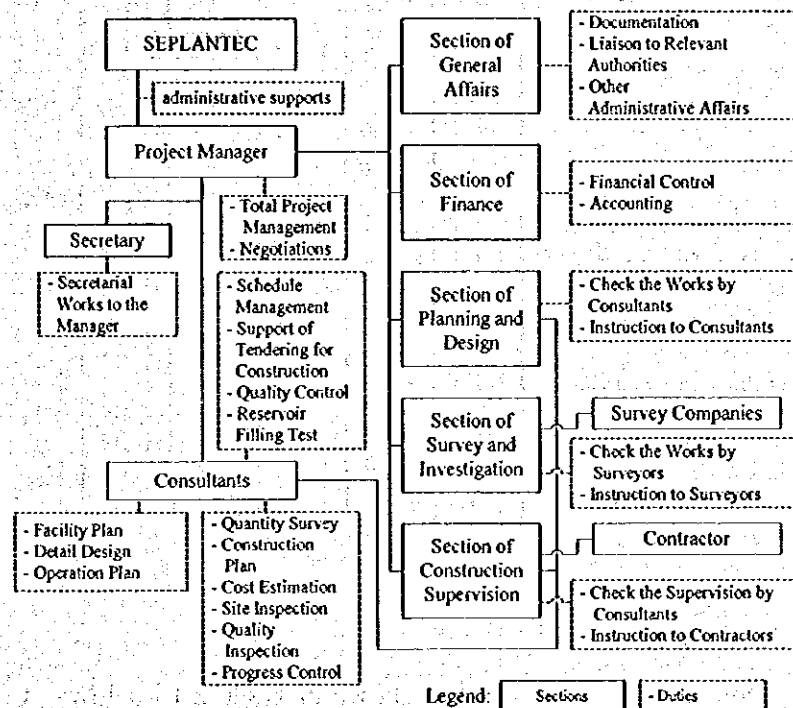 SEPLANTEC
administrative supports
Project Manager
- Total Project
Management
- Negotiations
Secretary
- Secretarial
Works to the
Manager
- Schedule
Management
- Support of
Tendering for
Construction
- Quality Control
- Reservoir
Filling Test
Consultants
- Facility Plan
- Detail Design
- Operation Plan
- Quantity Survey
- Construction
Plan
- Cost Estimation
- Site Inspection
- Quality
Inspection
- Progress Control
Section of
General
Affairs
- Documentation
- Liaison to Relevant
Authorities
- Other
Administrative Affairs
Section of
Finance
- Financial Control
- Accounting
Section of
Planning and
Design
- Check the Works by
Consultants
- Instruction to Consultants
Section of
Survey and
Investigation
Survey Companies
- Check the Works by
Surveyors
- Instruction to Surveyors
Section of
Construction
Supervision
Contractor
- Check the Supervision by
Consultants
- Instruction to Contractors
Legend:
Sections
- Duties